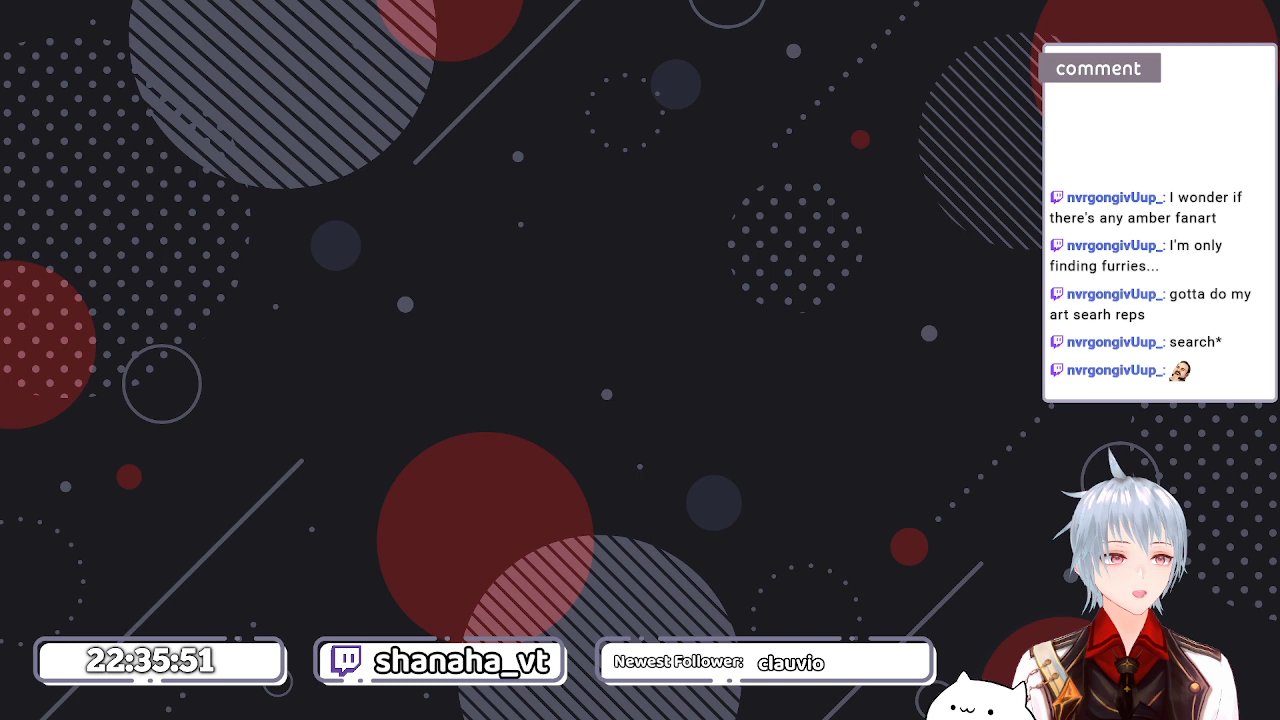 comment
nvrgongivUup_: I wonder if
there's any amber fanart
nvrgongivUup_: I'm only
finding furries...
nvrgongivUup_: gotta do my
art searh reps
nvrgongivUup_: search*
nvrgongivUup_:
22:35:51
shanaha_vt
Newest Follower: clauvio